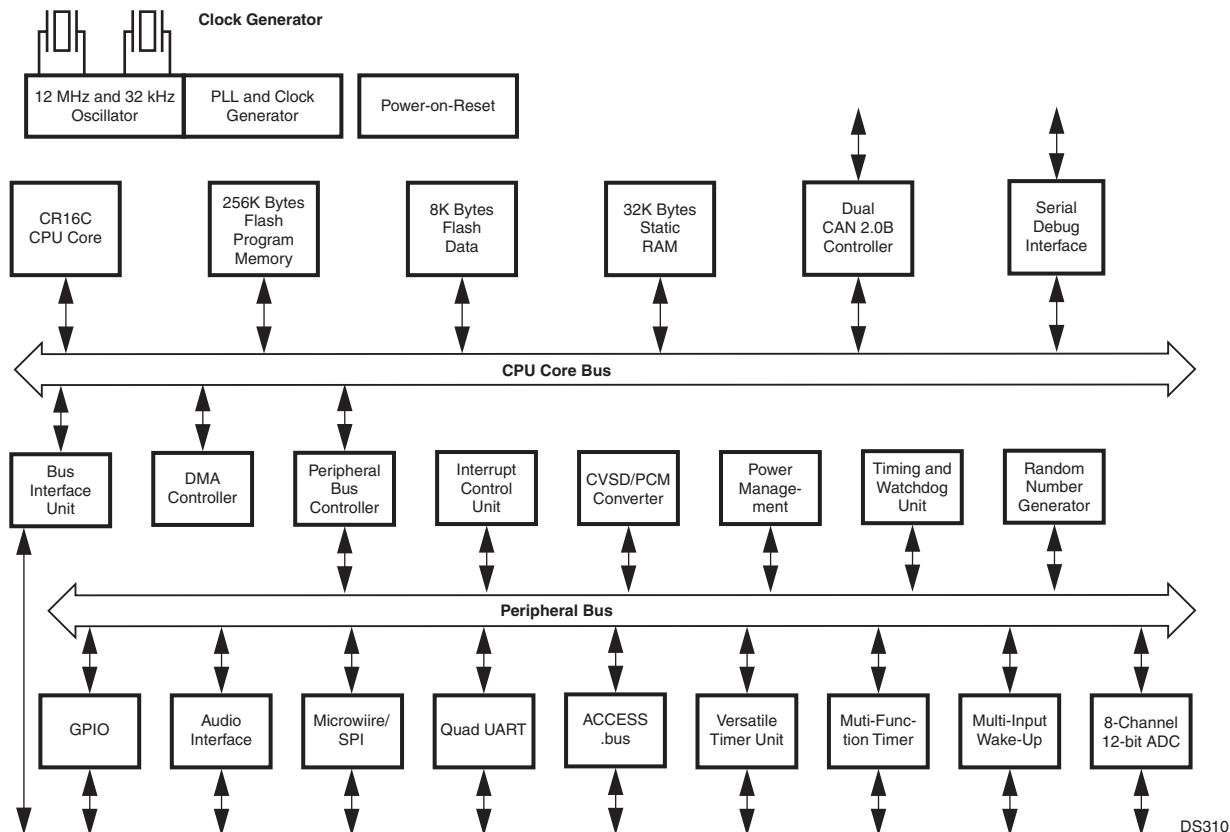 Clock Generator
12 MHz and 32 kHz
Oscillator
PLL and Clock
Generator
Power-on-Reset
CR16C
CPU Core
256K Bytes
Flash
Program
Memory
8K Bytes
Flash
Data
32K Bytes
Static
RAM
Dual
CAN 2.0B
Controller
Serial
Debug
Interface
CPU Core Bus
Bus
Interface
Unit
DMA
Controller
Peripheral
Bus
Controller
Interrupt
Control
Unit
CVSD/PCM
Converter
Power
Manage-
ment
Timing and
Watchdog
Unit
Random
Number
Generator
Peripheral Bus
GPIO
Audio
Interface
Microwiire/
SPI
Quad UART
ACCESS
.bus
Versatile
Timer Unit
Muti-Func-
tion Timer
Multi-Input
Wake-Up
8-Channel
12-bit ADC
DS310